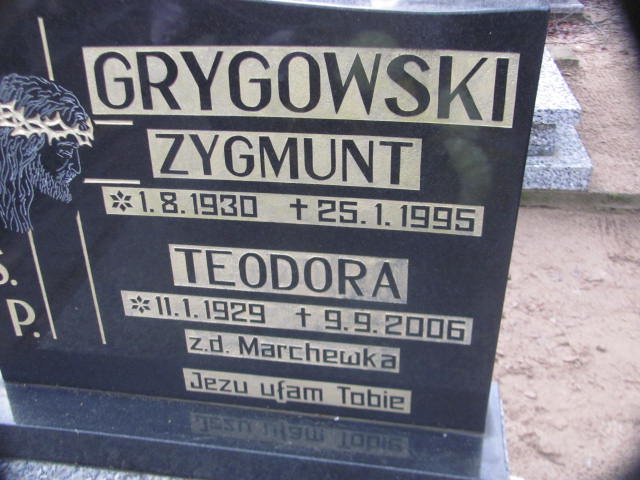 GRYGOWSKI
ZYGMUNT
* 1.8.1930 † 25.1.1995
TEODORA
* 11.1.1929 † 9.9.2006
z.d. Marchewka
Jezu ufam Tobie
S.
P.